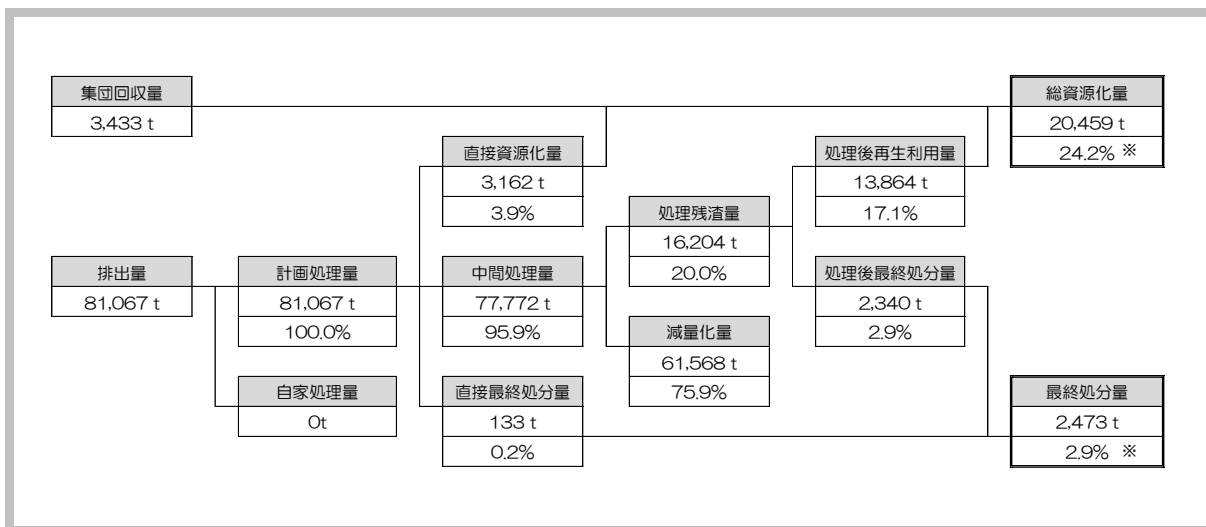 集団回収量
3,433 t
総資源化量
20,459 t
24.2% ※
直接資源化量
3,162 t
3.9%
処理後再生利用量
13,864 t
17.1%
処理残渣量
16,204 t
20.0%
排出量
81,067 t
計画処理量
81,067 t
100.0%
中間処理量
77,772 t
95.9%
処理後最終処分量
2,340 t
2.9%
減量化量
61,568 t
75.9%
自家処理量
0t
直接最終処分量
133 t
0.2%
最終処分量
2,473 t
2.9% ※